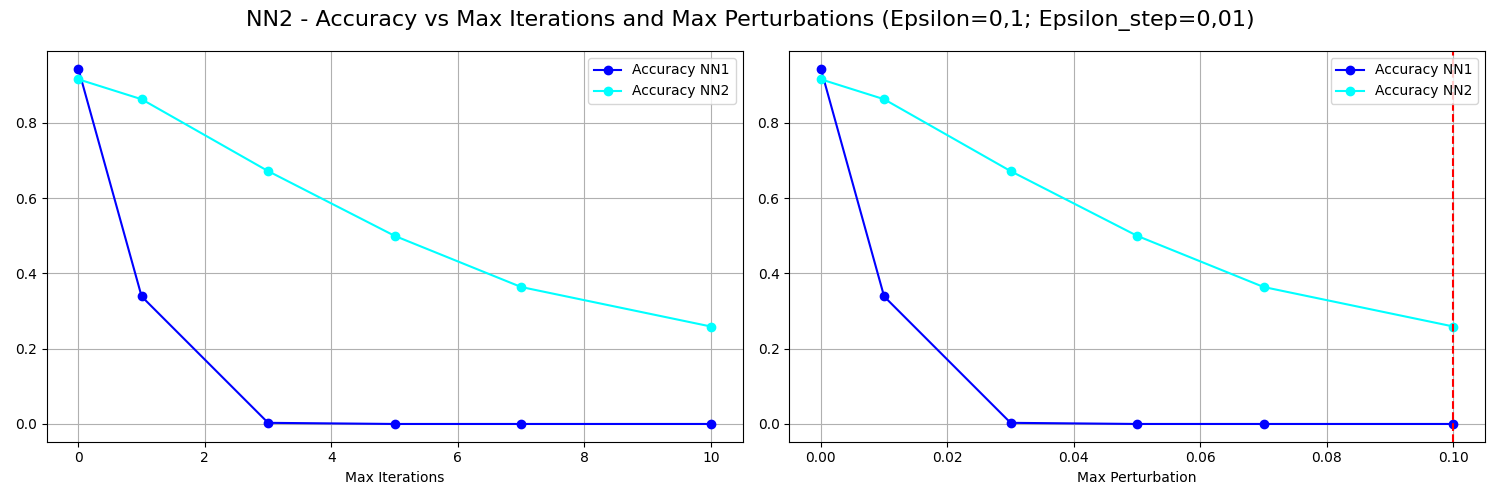 NN2 - Accuracy vs Max Iterations and Max Perturbations (Epsilon=0,1; Epsilon_step=0,01)
Accuracy NN1
Accuracy NN2
0.8
0.6
0.4
0.2
0.0
0 2 4 6 8 10
Max Iterations
Accuracy NN1
Accuracy NN2
0.8
0.6
0.4
0.2
0.0
0.00 0.02 0.04 0.06 0.08 0.10
Max Perturbation